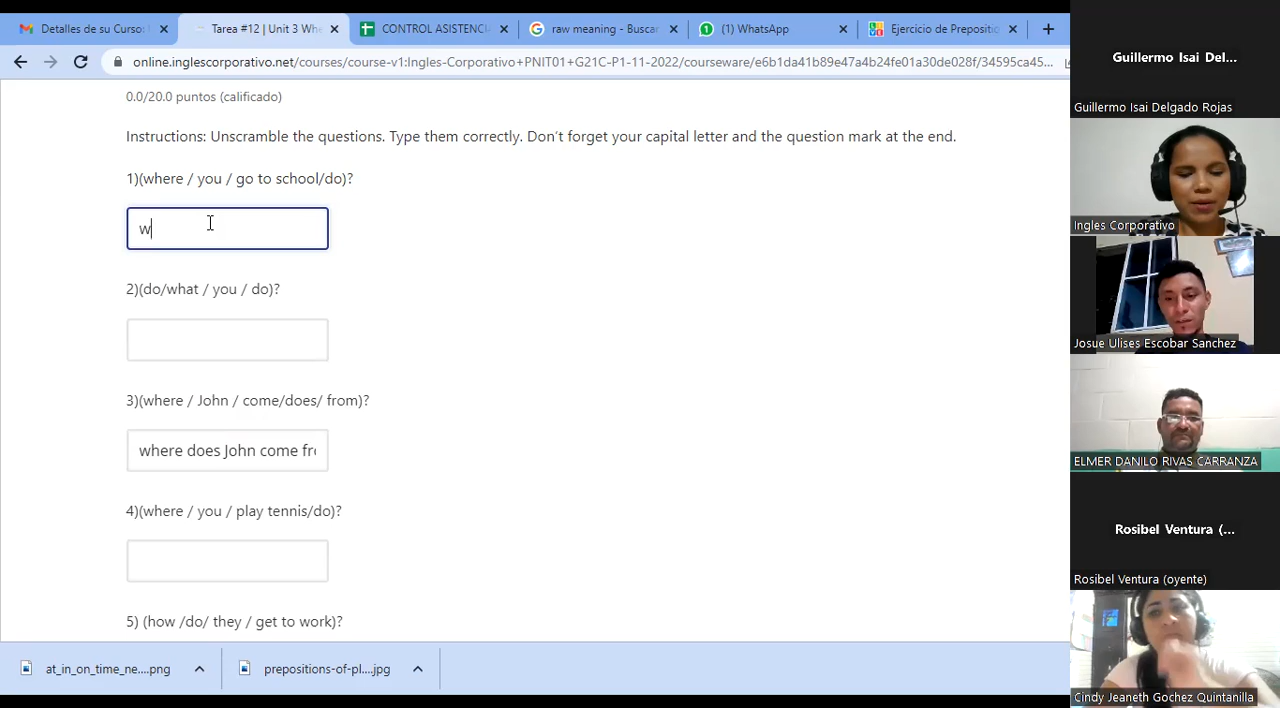 Detalles de su Curso:
Tarea #12 | Unit 3 Whe
CONTROL ASISTENCI
raw meaning - Buscar
(1) WhatsApp
Ejercicio de Prepositio
online.inglescorporativo.net/courses/course-v1:Ingles-Corporativo+PNIT01+G21C-P1-11-2022/courseware/e6b1da41b89e47a4b24fe01a30de028f/34595ca45...
0.0/20.0 puntos (calificado)
Instructions: Unscramble the questions. Type them correctly. Don´t forget your capital letter and the question mark at the end.
1)(where / you / go to school/do)?
w
2)(do/what / you / do)?
3)(where / John / come/does/ from)?
where does John come fro
4)(where / you / play tennis/do)?
5) (how /do/ they / get to work)?
at_in_on_time_ne....png
prepositions-of-pl....jpg
Guillermo Isai Del...
Guillermo Isai Delgado Rojas
Ingles Corporativo
Josue Ulises Escobar Sanchez
ELMER DANILO RIVAS CARRANZA
Rosibel Ventura (...
Rosibel Ventura (oyente)
Cindy Jeaneth Gochez Quintanilla